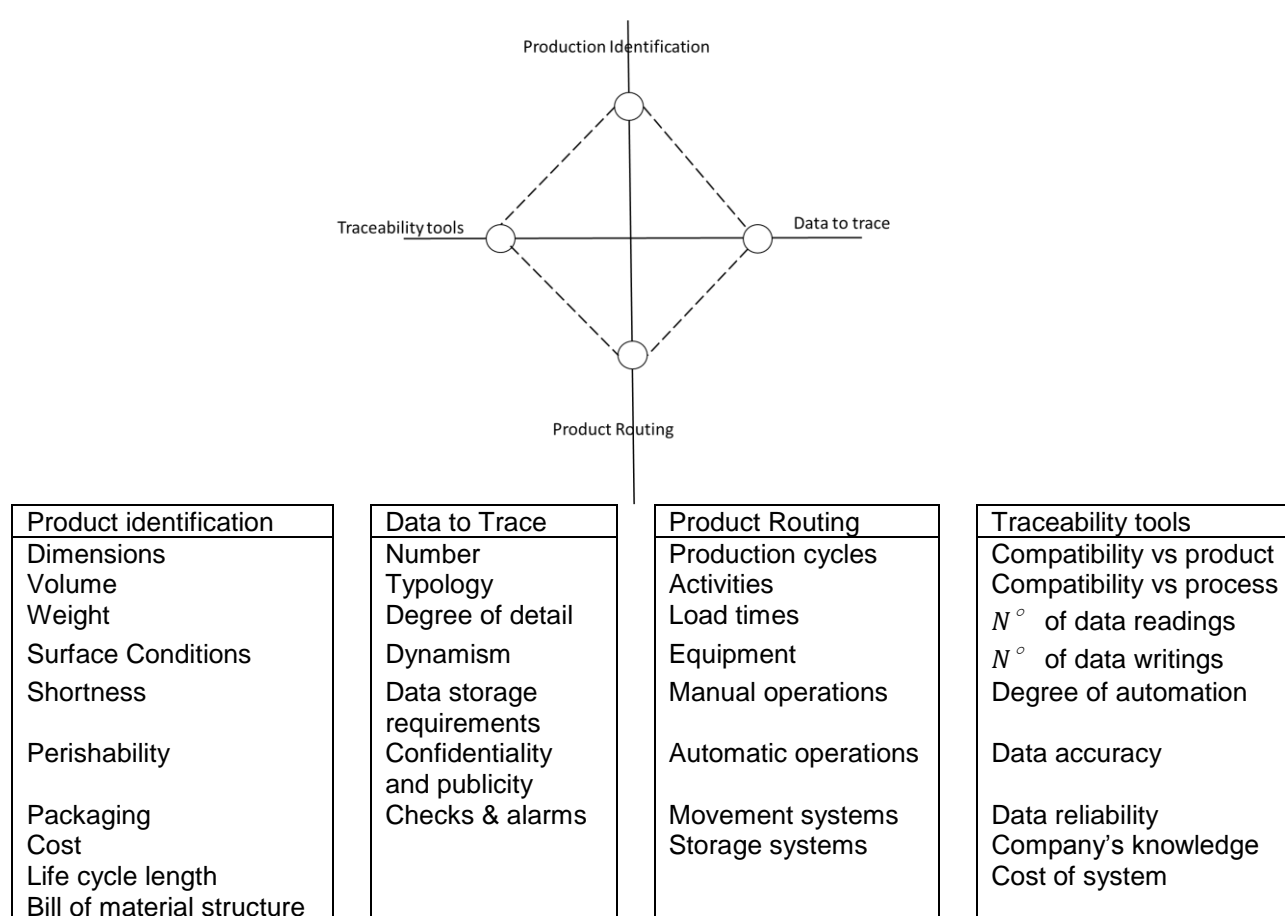 Production Identification
Traceability tools
Data to trace
Product Routing
Product identification
Dimensions
Volume
Weight
Surface Conditions
Shortness
Perishability
Packaging
Cost
Life cycle length
Bill of material structure
Data to Trace
Number
Typology
Degree of detail
Dynamism
Data storage
requirements
Confidentiality
and publicity
Checks & alarms
Product Routing
Production cycles
Activities
Load times
Equipment
Manual operations
Automatic operations
Movement systems
Storage systems
Traceability tools
Compatibility vs product
Compatibility vs process
N° of data readings
N° of data writings
Degree of automation
Data accuracy
Data reliability
Company’s knowledge
Cost of system